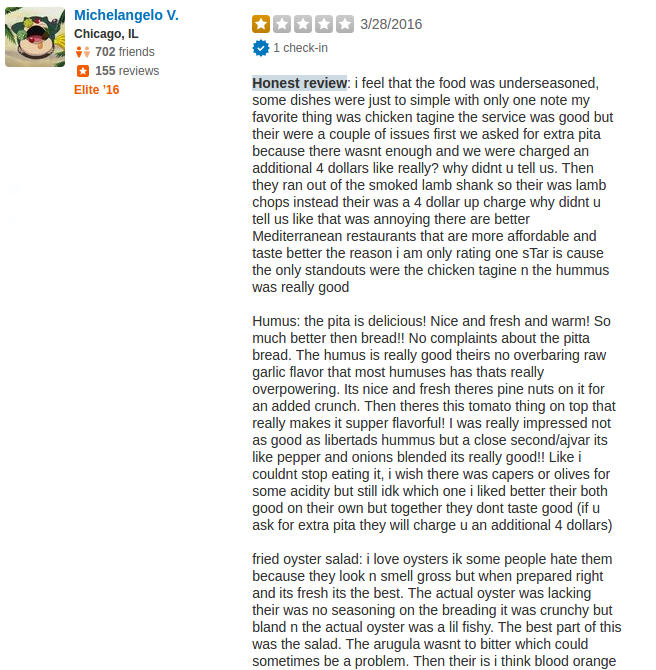 Michelangelo V.
Chicago, IL
702 friends
155 reviews
Elite '16
3/28/2016
1 check-in
Honest review: i feel that the food was underseasoned,
some dishes were just to simple with only one note my
favorite thing was chicken tagine the service was good but
their were a couple of issues first we asked for extra pita
because there wasnt enough and we were charged an
additional 4 dollars like really? why didnt u tell us. Then
they ran out of the smoked lamb shank so their was lamb
chops instead their was a 4 dollar up charge why didnt u
tell us like that was annoying there are better
Mediterranean restaurants that are more affordable and
taste better the reason i am only rating one sTar is cause
the only standouts were the chicken tagine n the hummus
was really good
Humus: the pita is delicious! Nice and fresh and warm! So
much better then bread!! No complaints about the pitta
bread. The humus is really good theirs no overbaring raw
garlic flavor that most humuses has thats really
overpowering. Its nice and fresh theres pine nuts on it for
an added crunch. Then theres this tomato thing on top that
really makes it supper flavorful! I was really impressed not
as good as libertads hummus but a close second/ajvar its
like pepper and onions blended its really good!! Like i
couldnt stop eating it, i wish there was capers or olives for
some acidity but still idk which one i liked better their both
good on their own but together they dont taste good (if u
ask for extra pita they will charge u an additional 4 dollars)
fried oyster salad: i love oysters ik some people hate them
because they look n smell gross but when prepared right
and its fresh its the best. The actual oyster was lacking
their was no seasoning on the breading it was crunchy but
bland n the actual oyster was a lil fishy. The best part of this
was the salad. The arugula wasnt to bitter which could
sometimes be a problem. Then their is i think blood orange